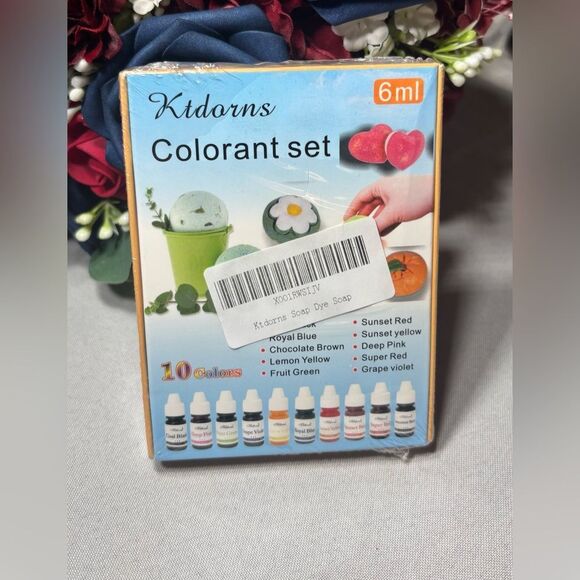 Ktdorns
6ml
Colorant set
X001RWSIJV
Ktdorns Soap Dye Soap
Royal Blue
• Chocolate Brown
• Lemon Yellow
• Fruit Green
• Sunset Red
• Sunset yellow
• Deep Pink
• Super Red
• Grape violet
10 Colors